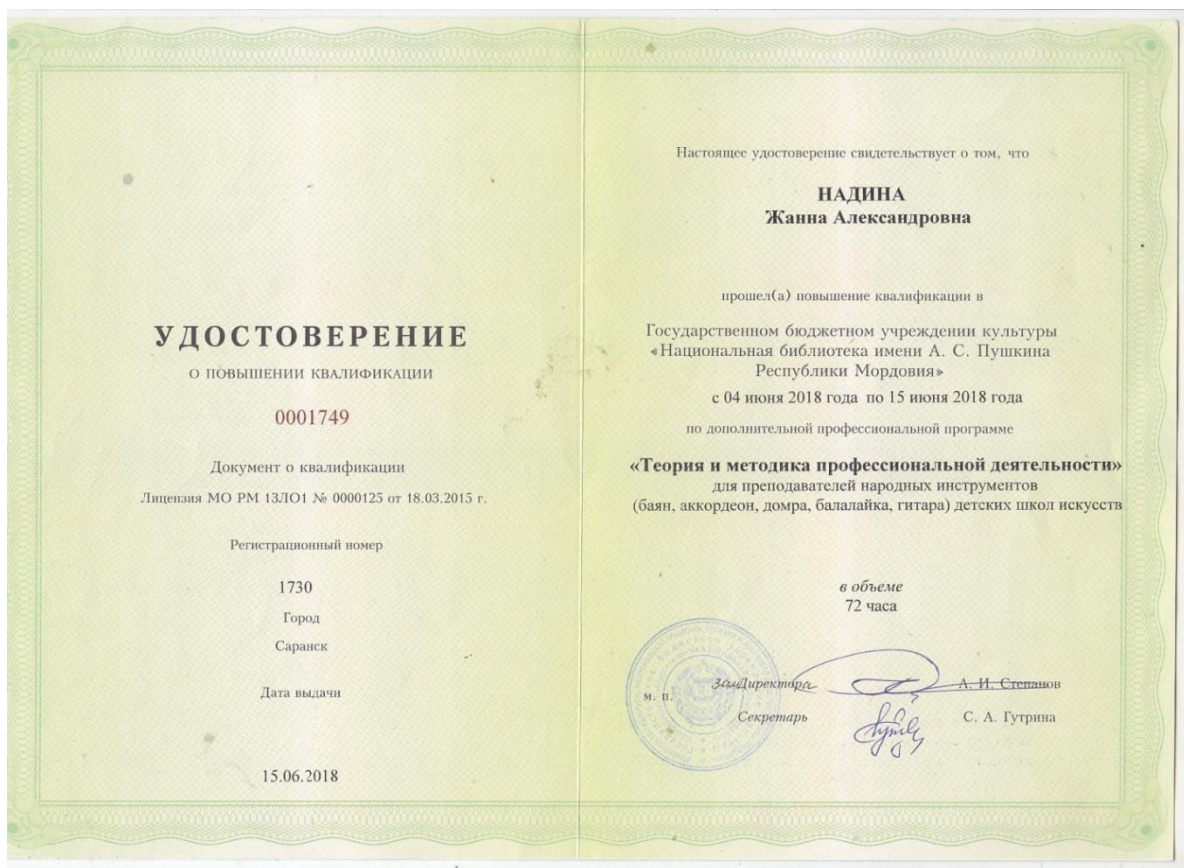 УДОСТОВЕРЕНИЕ
О ПОВЫШЕНИИ КВАЛИФИКАЦИИ
0001749
Документ о квалификации
Лицензия МО РМ 13ЛО1 № 0000125 от 18.03.2015 г.
Регистрационный номер
1730
Город
Саранск
Дата выдачи
15.06.2018
Настоящее удостоверение свидетельствует о том, что
НАДИНА
Жанна Александровна
прошел(а) повышение квалификации в
Государственном бюджетном учреждении культуры
«Национальная библиотека имени А. С. Пушкина
Республики Мордовия»
с 04 июня 2018 года по 15 июня 2018 года
по дополнительной профессиональной программе
«Теория и методика профессиональной деятельности»
для преподавателей народных инструментов
(баян, аккордеон, домра, балалайка, гитара) детских школ искусств
в объеме
72 часа
м. п.
Зам Директора А. И. Степанов
Секретарь С. А. Гутрина